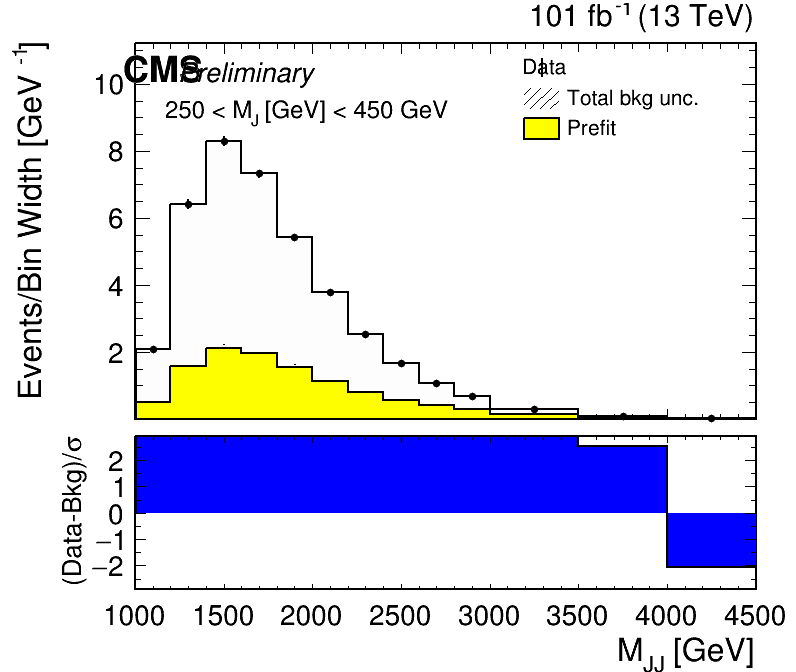 101 fb⁻¹ (13 TeV)
CMS Preliminary
250 < M_J [GeV] < 450 GeV
Data
Total bkg unc.
Prefit
Events/Bin Width [GeV⁻¹]
10
8
6
4
2
(Data-Bkg)/σ
2
1
0
−1
−2
1000 1500 2000 2500 3000 3500 4000 4500
M_JJ [GeV]